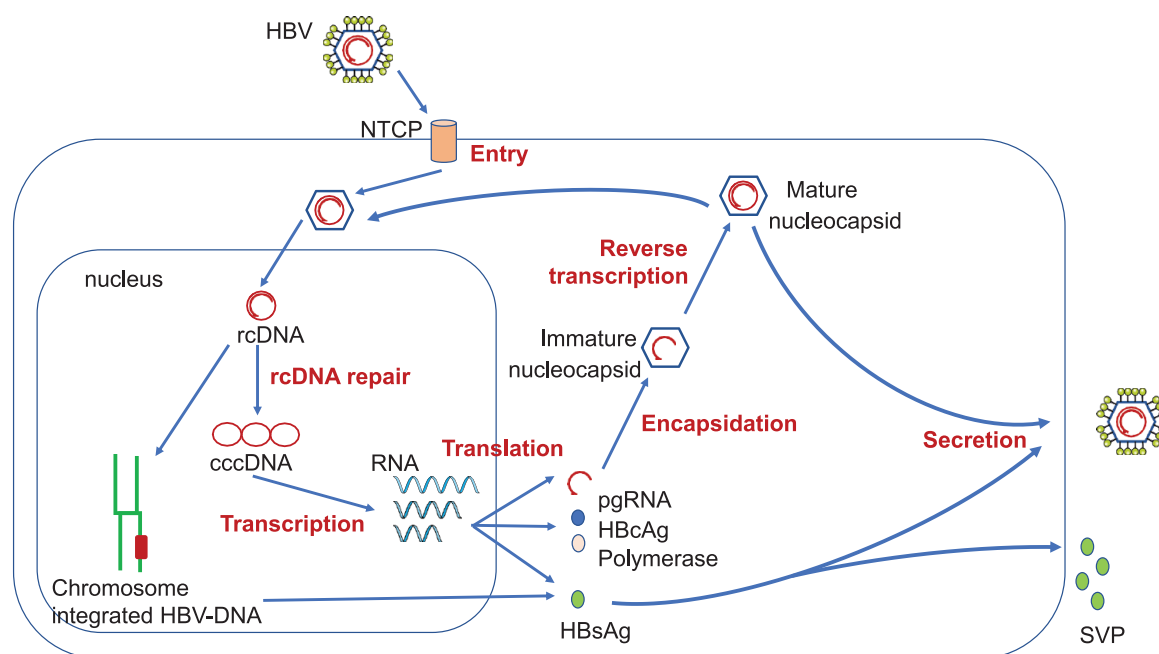 HBV
NTCP
Entry
Mature
nucleocapsid
Reverse
transcription
nucleus
rcDNA
Immature
nucleocapsid
rcDNA repair
Encapsidation
Secretion
cccDNA
Translation
RNA
pgRNA
Transcription
HBcAg
Polymerase
Chromosome
integrated HBV-DNA
HBsAg
SVP